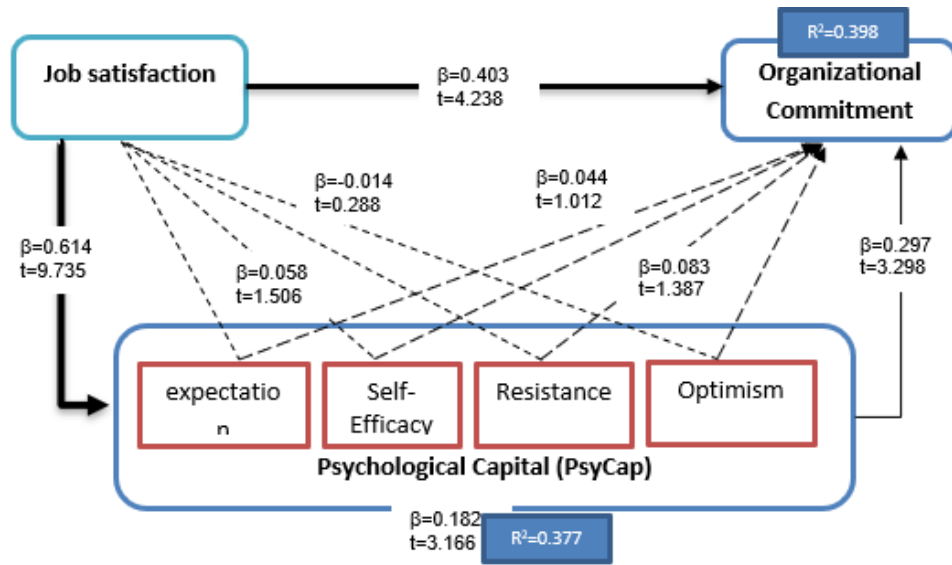 R²=0.398
Job satisfaction
Organizational
Commitment
β=0.403
t=4.238
β=-0.014
t=0.288
β=0.044
t=1.012
β=0.614
t=9.735
β=0.058
t=1.506
β=0.083
t=1.387
β=0.297
t=3.298
expectatio
n
Self-
Efficacy
Resistance
Optimism
Psychological Capital (PsyCap)
β=0.182
t=3.166
R²=0.377